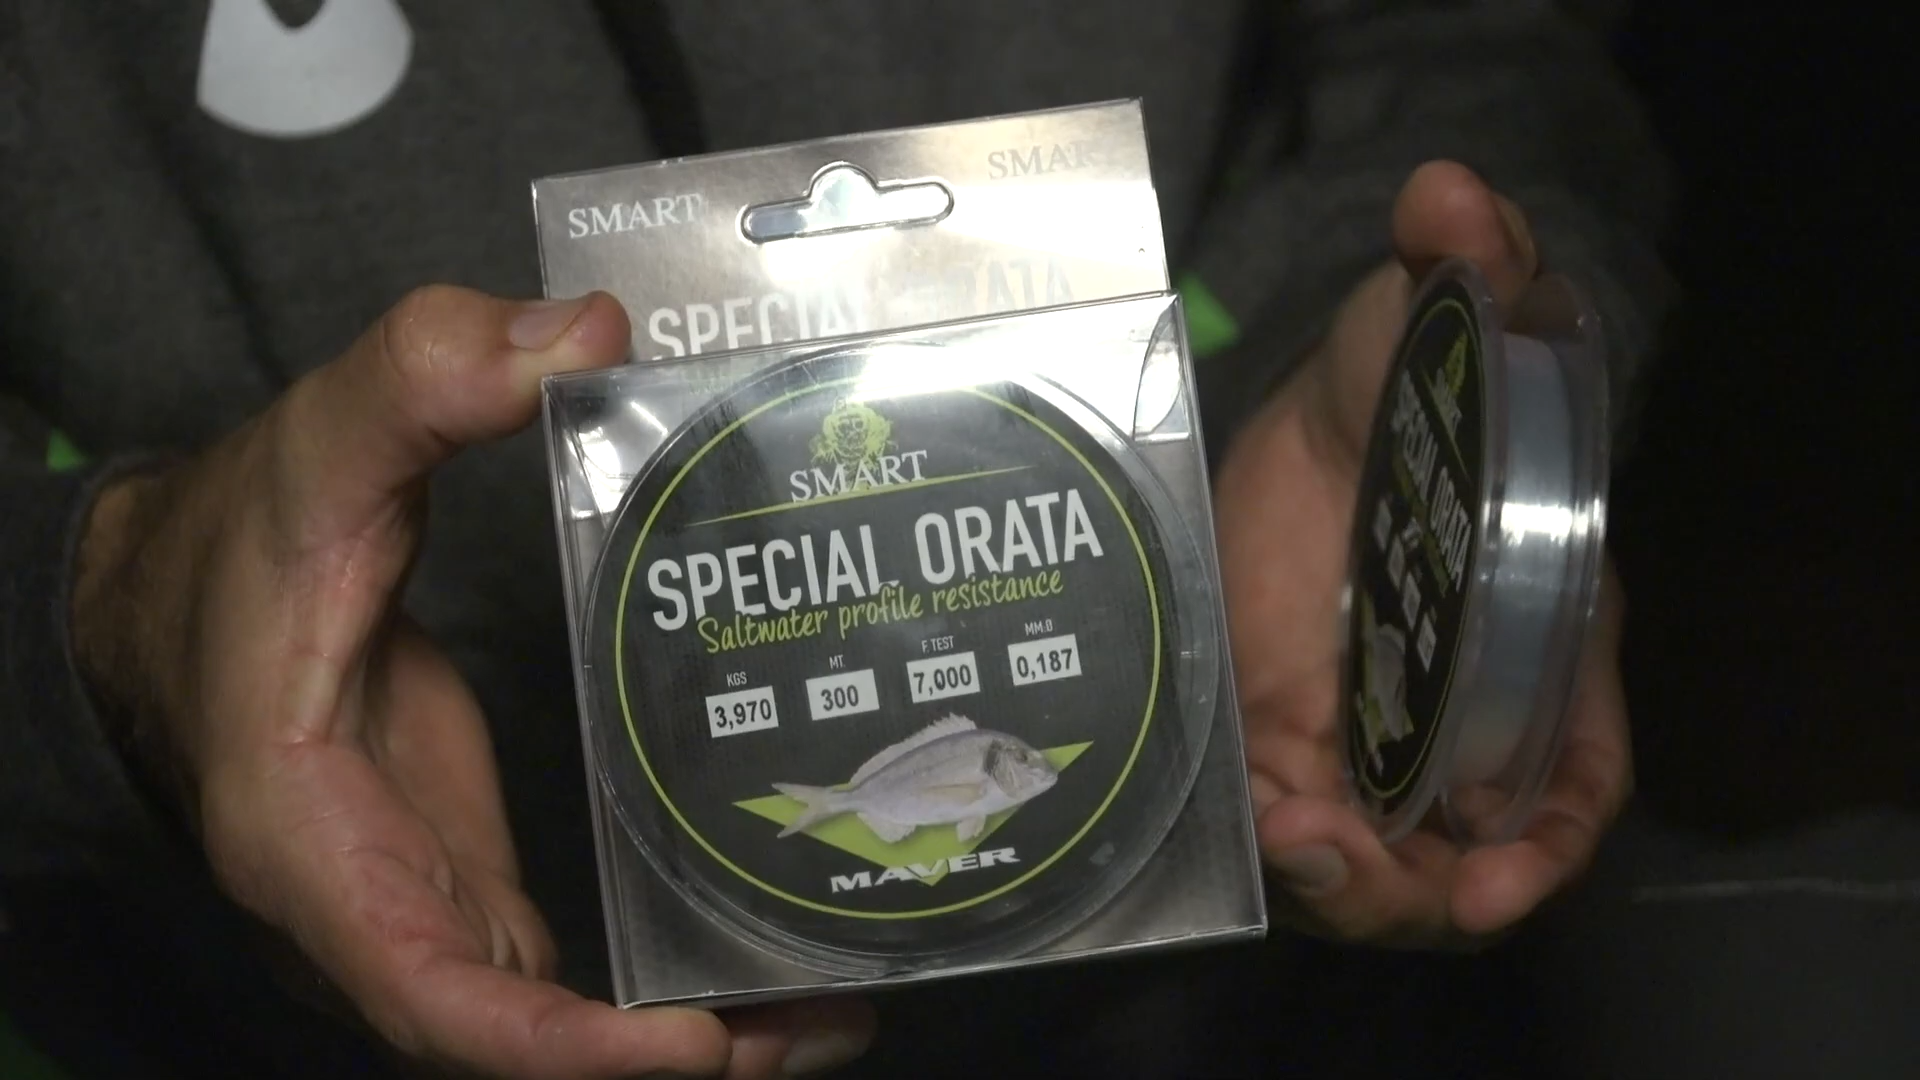 SMART SMAR
SPECIAL ORATA
SMART
SPECIAL ORATA
Saltwater profile resistance
KGS MT. F. TEST MM.Ø
3,970 300 7,000 0,187
MAVER
SMART
SPECIAL ORATA